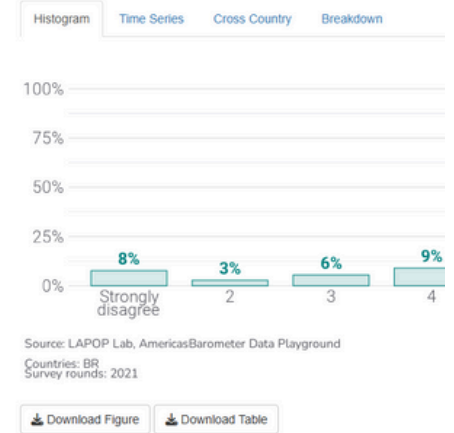 Histogram Time Series Cross Country Breakdown
100%
75%
50%
25%
0%
8% 3% 6% 9%
Strongly disagree 2 3 4
Source: LAPOP Lab, AmericasBarometer Data Playground
Countries: BR
Survey rounds: 2021
Download Figure Download Table